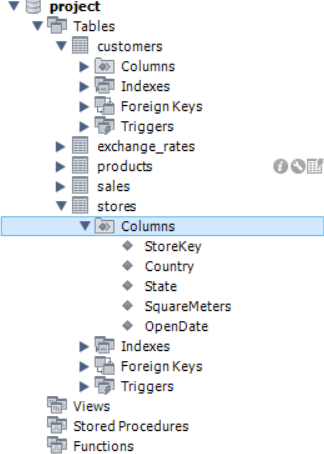 project
Tables
customers
Columns
Indexes
Foreign Keys
Triggers
exchange_rates
products
sales
stores
Columns
StoreKey
Country
State
SquareMeters
OpenDate
Indexes
Foreign Keys
Triggers
Views
Stored Procedures
Functions